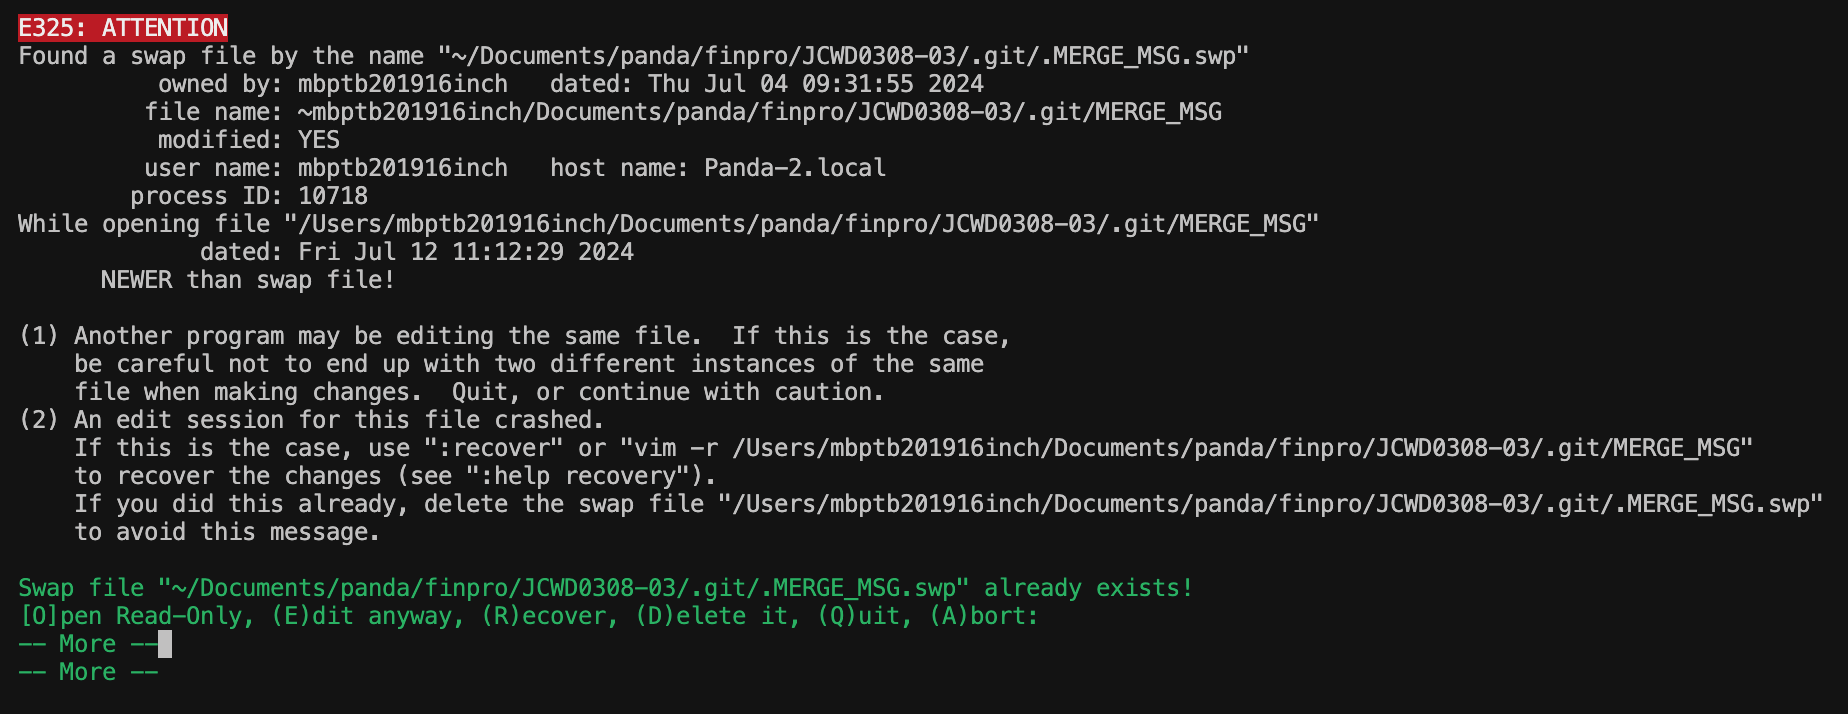 E325: ATTENTION
Found a swap file by the name "~/Documents/panda/finpro/JCWD0308-03/.git/.MERGE_MSG.swp"
owned by: mbptb201916inch   dated: Thu Jul 04 09:31:55 2024
file name: ~mbptb201916inch/Documents/panda/finpro/JCWD0308-03/.git/MERGE_MSG
modified: YES
user name: mbptb201916inch   host name: Panda-2.local
process ID: 10718
While opening file "/Users/mbptb201916inch/Documents/panda/finpro/JCWD0308-03/.git/MERGE_MSG"
dated: Fri Jul 12 11:12:29 2024
NEWER than swap file!
(1) Another program may be editing the same file.  If this is the case,
be careful not to end up with two different instances of the same
file when making changes.  Quit, or continue with caution.
(2) An edit session for this file crashed.
If this is the case, use ":recover" or "vim -r /Users/mbptb201916inch/Documents/panda/finpro/JCWD0308-03/.git/MERGE_MSG"
to recover the changes (see ":help recovery").
If you did this already, delete the swap file "/Users/mbptb201916inch/Documents/panda/finpro/JCWD0308-03/.git/.MERGE_MSG.swp"
to avoid this message.
Swap file "~/Documents/panda/finpro/JCWD0308-03/.git/.MERGE_MSG.swp" already exists!
[O]pen Read-Only, (E)dit anyway, (R)ecover, (D)elete it, (Q)uit, (A)bort:
-- More --
-- More --